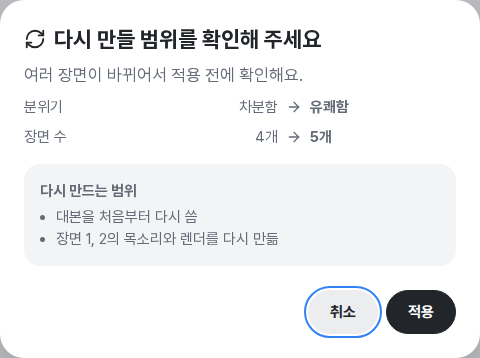 다시 만들 범위를 확인해 주세요
여러 장면이 바뀌어서 적용 전에 확인해요.
분위기 차분함 → 유쾌함
장면 수 4개 → 5개
다시 만드는 범위
• 대본을 처음부터 다시 씀
• 장면 1, 2의 목소리와 렌더를 다시 만듦
취소 적용